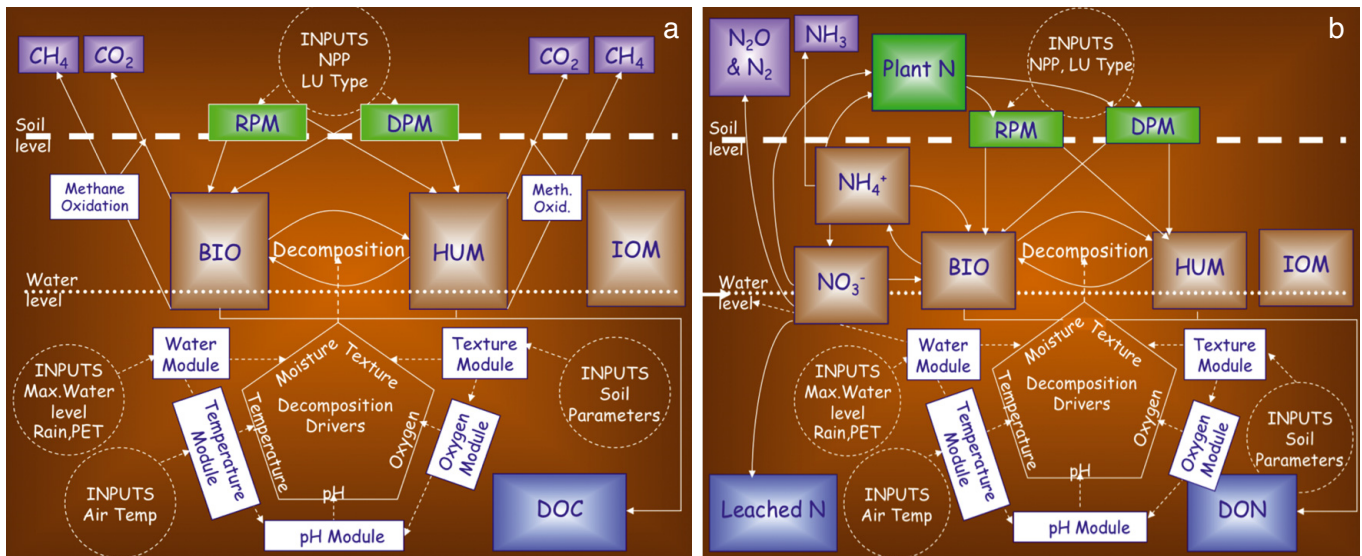 a
CH₄
CO₂
INPUTS
NPP
LU Type
CO₂
CH₄
RPM
DPM
Soil
level
Methane
Oxidation
Meth.
Oxid.
BIO
Decomposition
HUM
IOM
Water
level
Water
Module
Moisture
Texture
Texture
Module
INPUTS
Max.Water
level
Rain,PET
INPUTS
Soil
Parameters
Temperature
Module
Temperature
Decomposition
Drivers
Oxygen
Oxygen
Module
INPUTS
Air Temp
pH
pH Module
DOC
b
N₂O
& N₂
NH₃
Plant N
INPUTS
NPP, LU Type
RPM
DPM
Soil
level
NH₄⁺
NO₃⁻
BIO
Decomposition
HUM
IOM
Water
level
Water
Module
Moisture
Texture
Texture
Module
INPUTS
Max.Water
level
Rain,PET
Temperature
Module
Temperature
Decomposition
Drivers
Oxygen
Oxygen
Module
INPUTS
Soil
Parameters
INPUTS
Air Temp
pH
pH Module
Leached N
DON